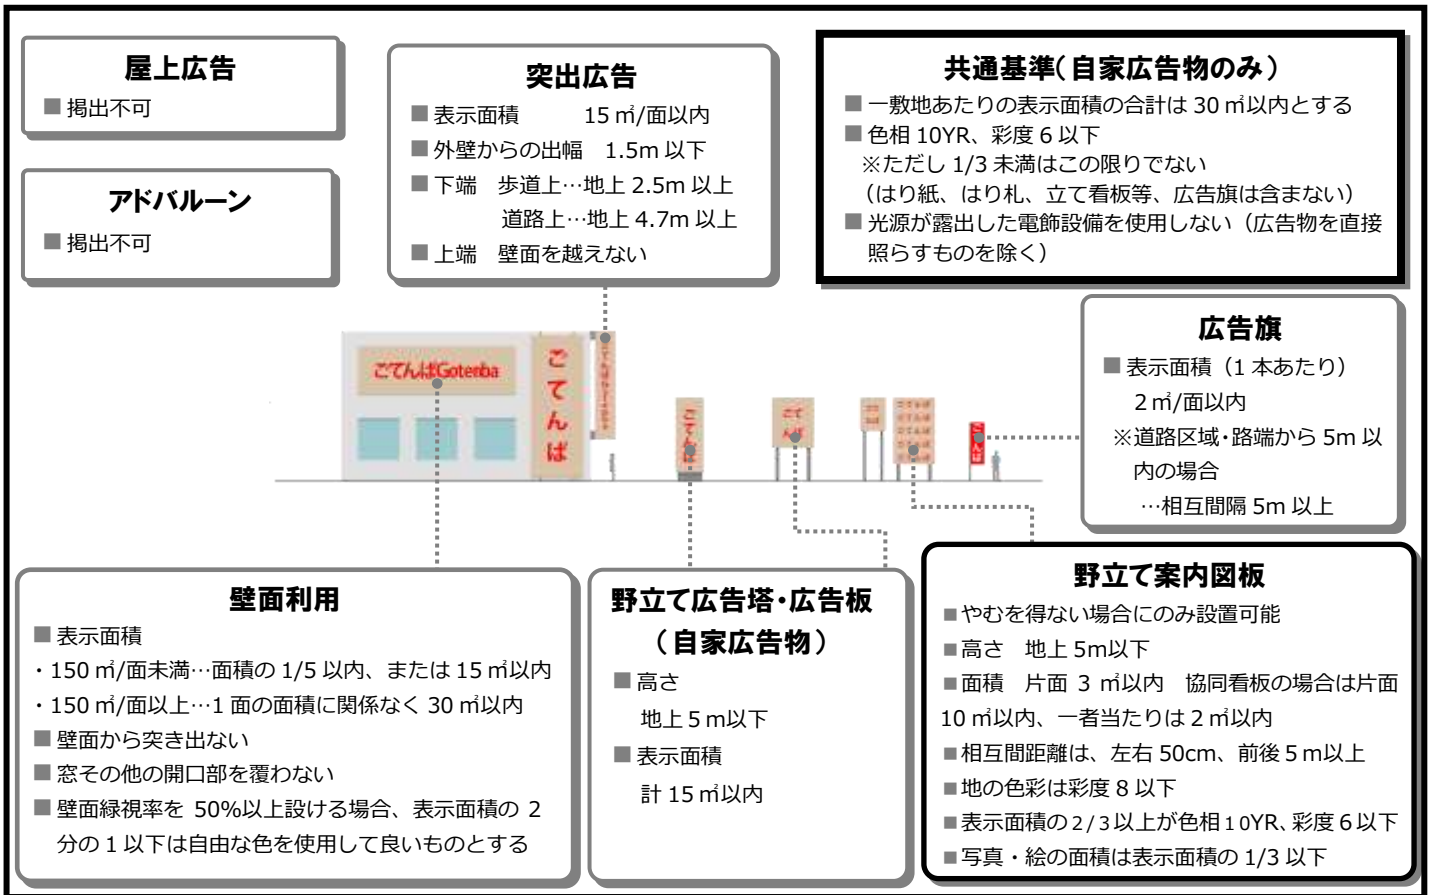 屋上広告
■掲出不可
アドバルーン
■掲出不可
突出広告
■表示面積　　　15㎡/面以内
■外壁からの出幅　1.5m 以下
■下端　歩道上…地上 2.5m 以上
道路上…地上 4.7m 以上
■上端　壁面を越えない
共通基準（自家広告物のみ）
■一敷地あたりの表示面積の合計は 30㎡以内とする
■色相 10YR、彩度 6 以下
※ただし 1/3 未満はこの限りでない
（はり紙、はり札、立て看板等、広告旗は含まない）
■光源が露出した電飾設備を使用しない（広告物を直接
照らすものを除く）
広告旗
■表示面積（1 本あたり）
2㎡/面以内
※道路区域・路端から 5m 以
内の場合
…相互間隔 5m 以上
ごてんばGotenba
ごてんば
ごてんば
ごて
んば
壁面利用
■表示面積
・150㎡/面未満…面積の 1/5 以内、または 15㎡以内
・150㎡/面以上…1 面の面積に関係なく 30㎡以内
■壁面から突き出ない
■窓その他の開口部を覆わない
■壁面緑視率を 50%以上設ける場合、表示面積の 2
分の 1 以下は自由な色を使用して良いものとする
野立て広告塔・広告板
（自家広告物）
■高さ
地上５m以下
■表示面積
計 15㎡以内
野立て案内図板
■やむを得ない場合にのみ設置可能
■高さ　地上 5m以下
■面積　片面 3 ㎡以内　協同看板の場合は片面
10㎡以内、一者当たりは 2㎡以内
■相互間距離は、左右 50cm、前後 5m以上
■地の色彩は彩度 8 以下
■表示面積の2/3以上が色相10YR、彩度6以下
■写真・絵の面積は表示面積の 1/3 以下